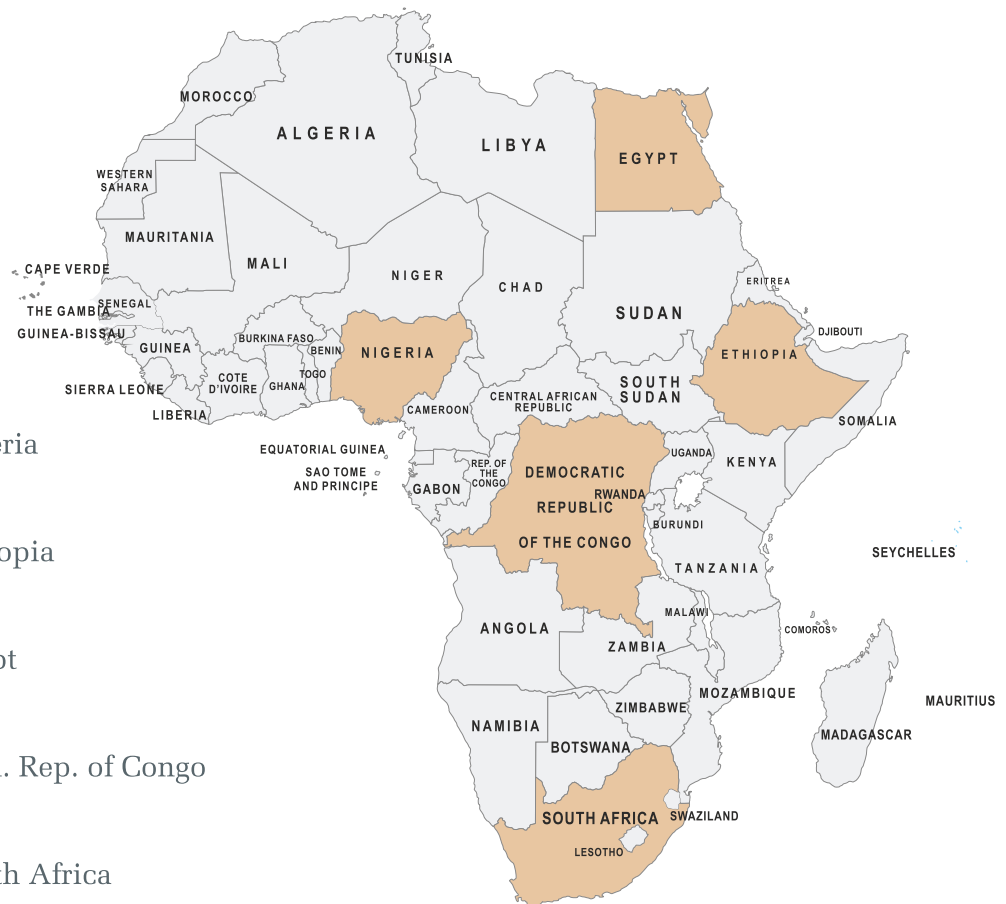 TUNISIA
MOROCCO
ALGERIA
LIBYA
EGYPT
WESTERN
SAHARA
MAURITANIA
MALI
NIGER
CHAD
SUDAN
ERITREA
CAPE VERDE
SENEGAL
THE GAMBIA
GUINEA-BISSAU
GUINEA
BURKINA FASO
BENIN
NIGERIA
DJIBOUTI
ETHIOPIA
SIERRA LEONE
COTE
D'IVOIRE
GHANA
TOGO
LIBERIA
CAMEROON
CENTRAL AFRICAN
REPUBLIC
SOUTH
SUDAN
SOMALIA
EQUATORIAL GUINEA
SAO TOME
AND PRINCIPE
GABON
REP. OF
THE
CONGO
DEMOCRATIC
REPUBLIC
OF THE CONGO
UGANDA
KENYA
RWANDA
BURUNDI
TANZANIA
SEYCHELLES
ANGOLA
ZAMBIA
MALAWI
COMOROS
MOZAMBIQUE
ZIMBABWE
NAMIBIA
BOTSWANA
MADAGASCAR
MAURITIUS
SOUTH AFRICA
SWAZILAND
LESOTHO
eria
opia
pt
. Rep. of Congo
th Africa